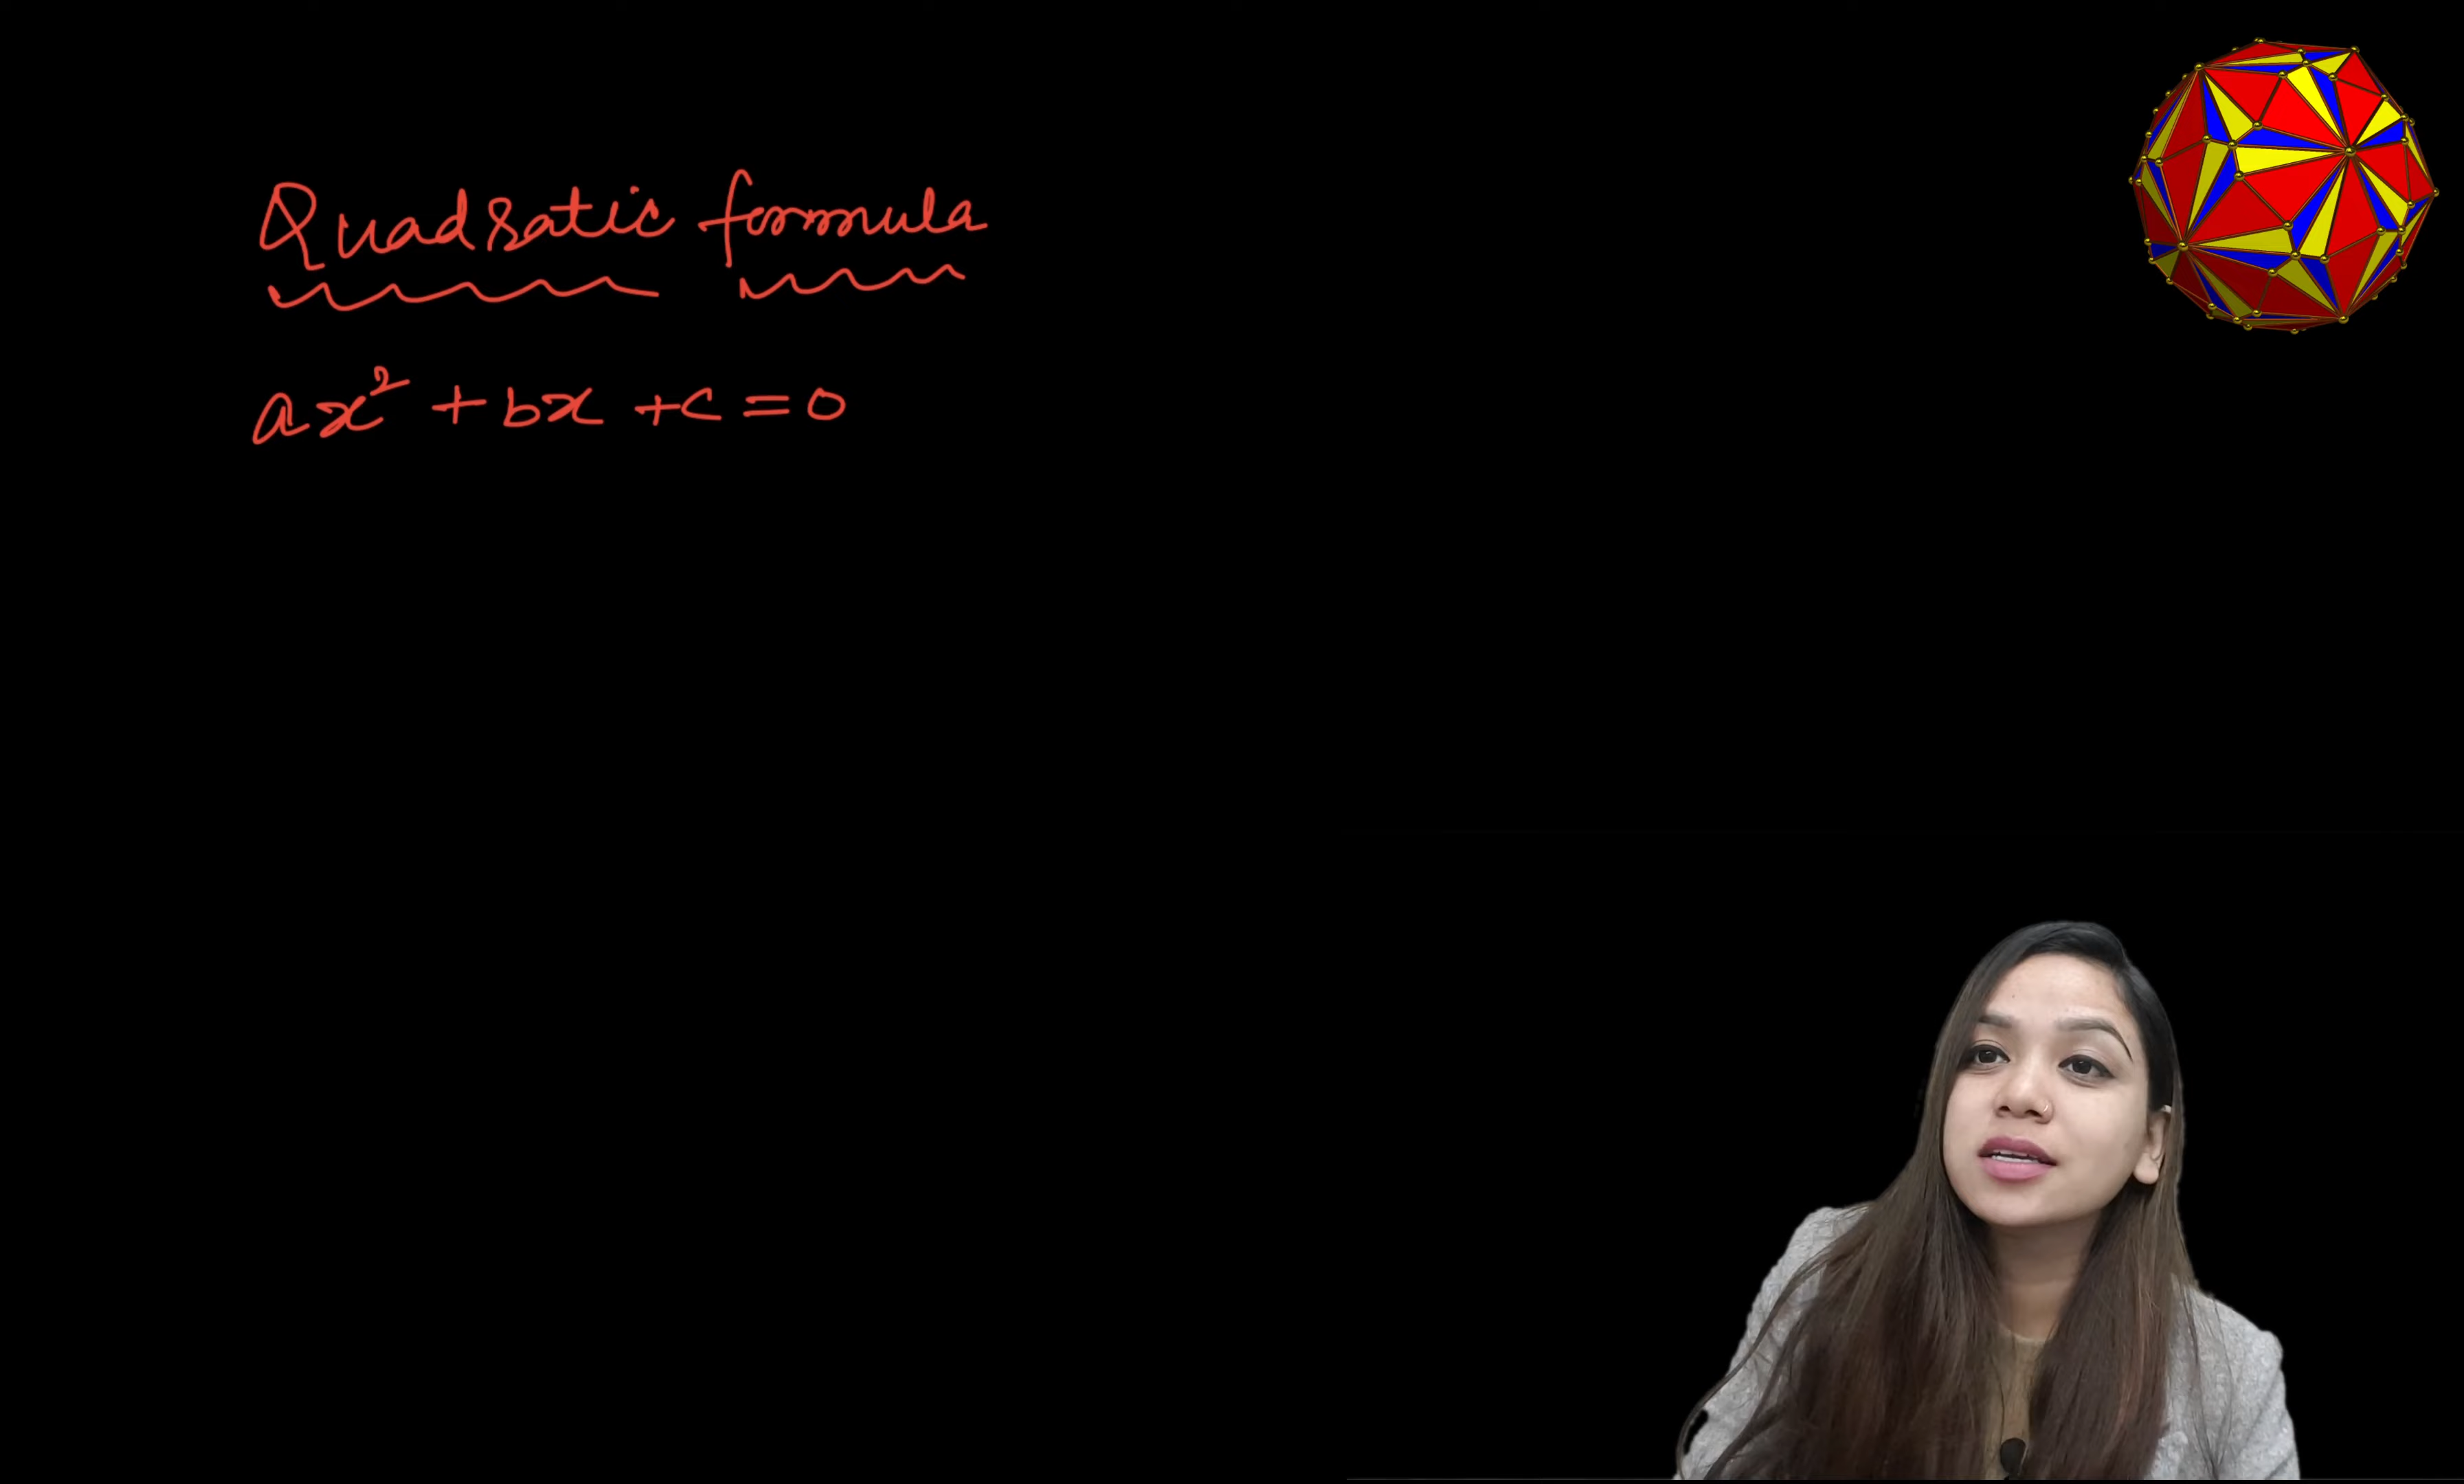 Quadratic formula
ax² + bx + c = 0